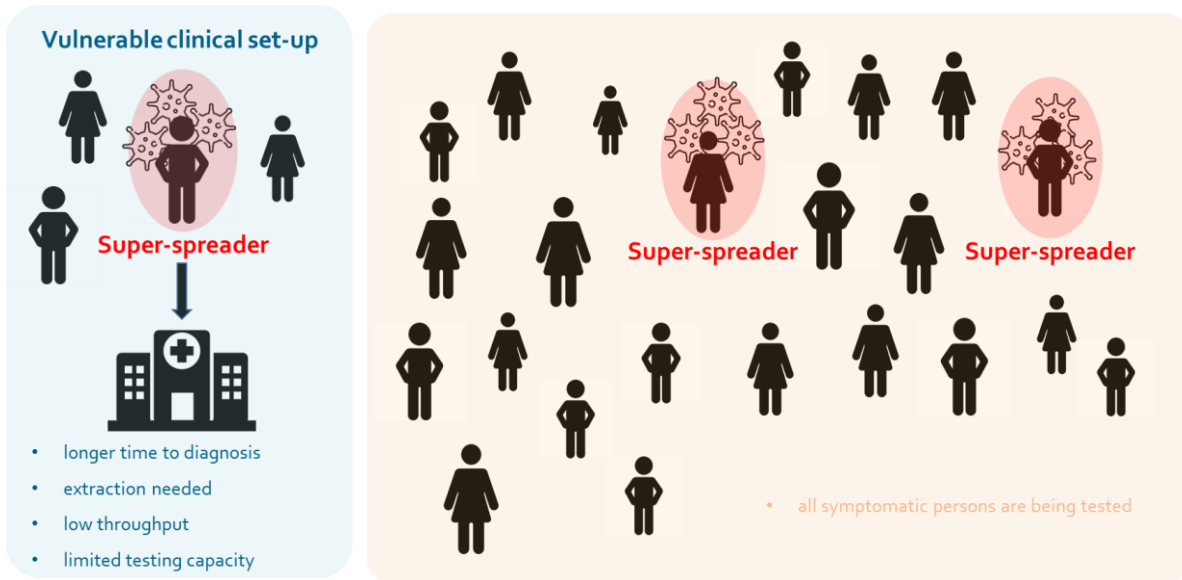 Vulnerable clinical set-up
Super-spreader
• longer time to diagnosis
• extraction needed
• low throughput
• limited testing capacity
Super-spreader
Super-spreader
• all symptomatic persons are being tested